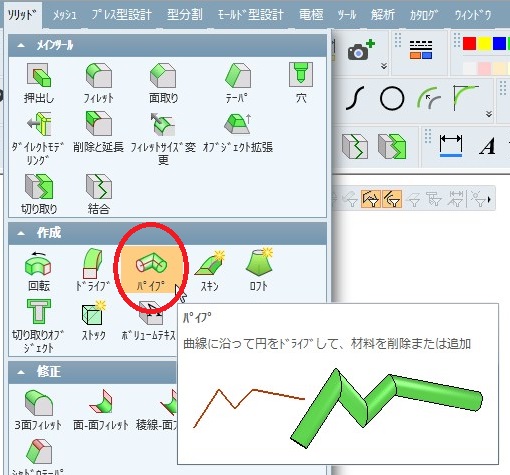 ｿﾘｯﾄﾞ ﾒｯｼｭ ﾌﾟﾚｽ型設計 型分割 ﾓｰﾙﾄﾞ型設計 電極 ﾂｰﾙ 解析 ｶﾀﾛｸﾞ ｳｨﾝﾄﾞｳ
ﾒｲﾝﾂｰﾙ
押出し ﾌｨﾚｯﾄ 面取り ﾃｰﾊﾟ 穴
ﾀﾞｲﾚｸﾄﾓﾃﾞ 削除と延長 ﾌｨﾚｯﾄｻｲｽﾞ変 ｵﾌﾞｼﾞｪｸﾄ拡張
ﾘﾝｸﾞ 更
切り取り 結合
A
作成
回転 ﾄﾞﾗｲﾌﾞ ﾊﾟｲﾌﾟ ｽｷﾝ ﾛﾌﾄ
切り取りｵﾌﾞ ｽﾄｯｸ ﾎﾞﾘｭｰﾑﾃｷｽ
ｼﾞｪｸﾄ
ﾊﾟｲﾌﾟ
曲線に沿って円をﾄﾞﾗｲﾌﾞして、材料を削除または追加
修正
3面ﾌｨﾚｯﾄ 面-面ﾌｨﾚｯﾄ 稜線-面ﾌ
ｼｬﾄﾞｳﾃｰﾊﾟ